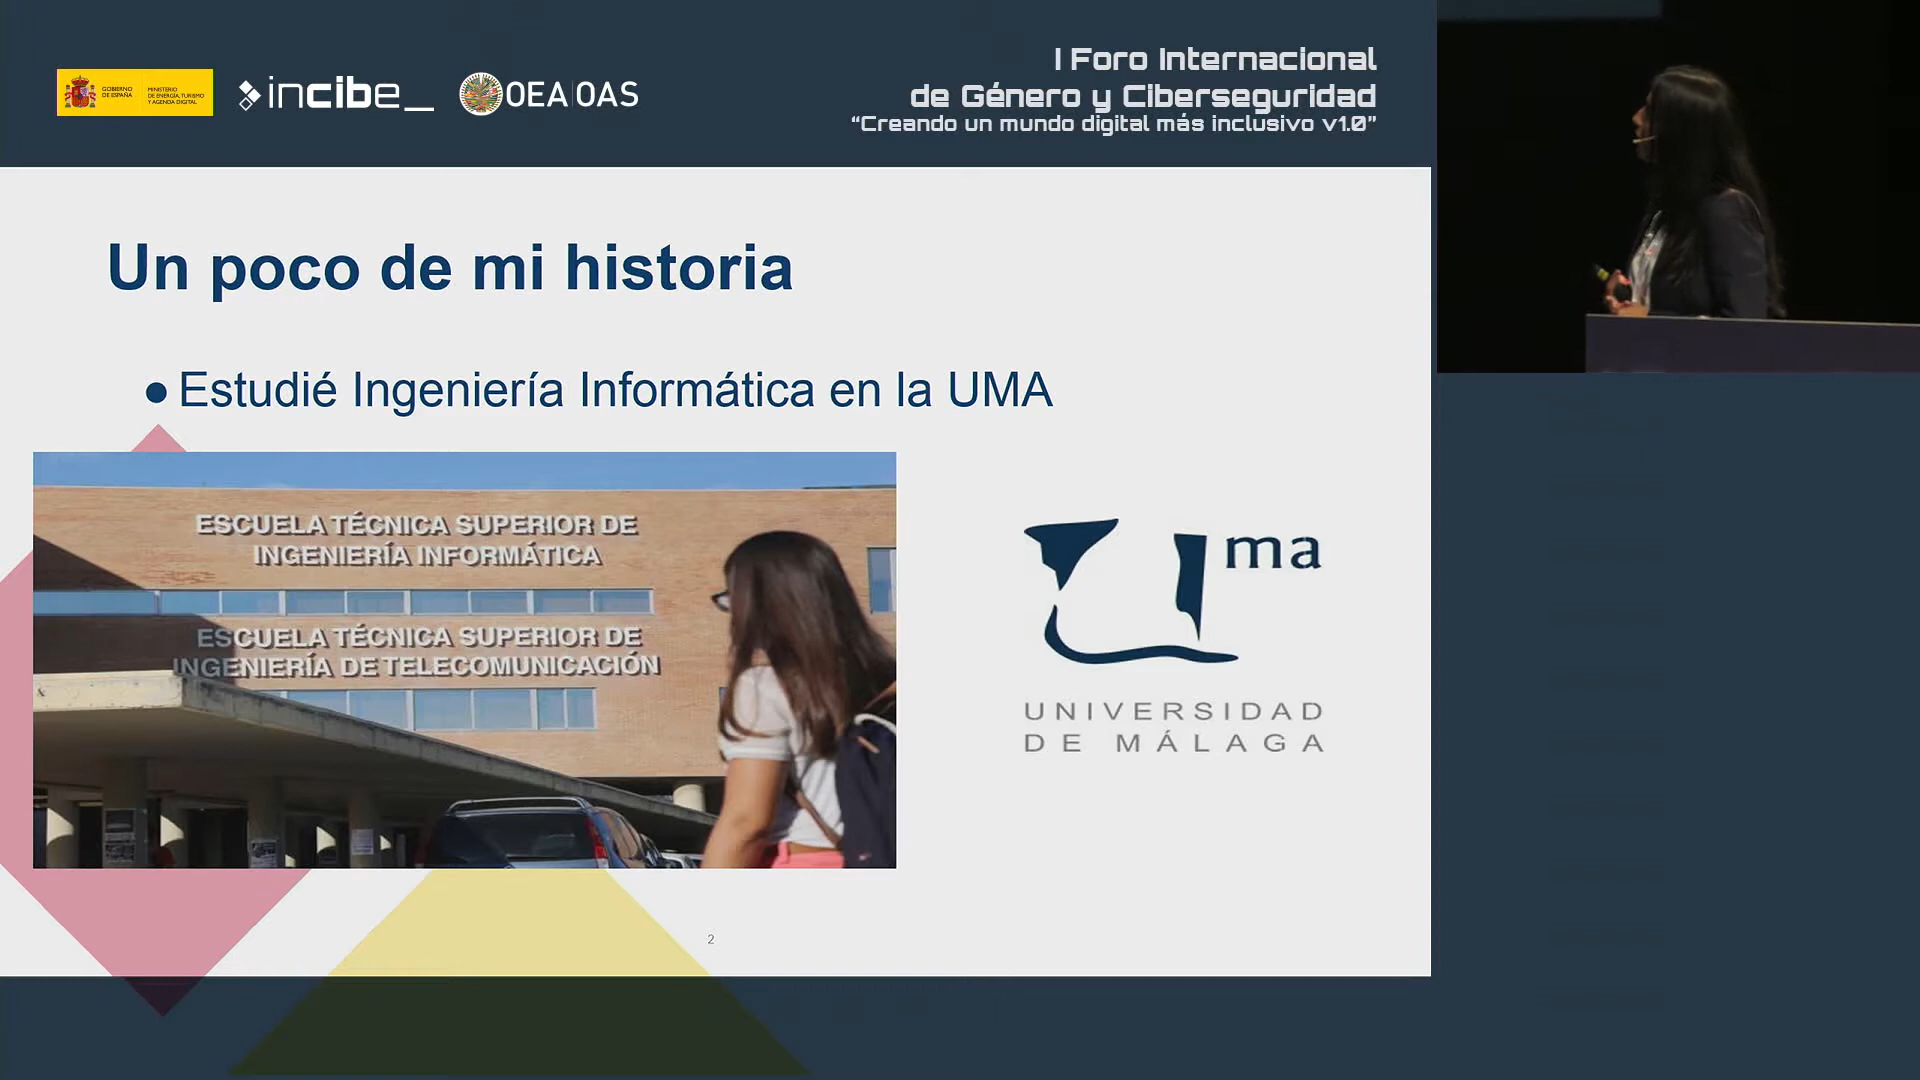 GOBIERNO
DE ESPAÑA
MINISTERIO
DE ENERGÍA, TURISMO
Y AGENDA DIGITAL
incibe_
OEA|OAS
I Foro Internacional
de Género y Ciberseguridad
“Creando un mundo digital más inclusivo v1.0”
Un poco de mi historia
● Estudié Ingeniería Informática en la UMA
ESCUELA TÉCNICA SUPERIOR DE
INGENIERÍA INFORMÁTICA
ESCUELA TÉCNICA SUPERIOR DE
INGENIERÍA DE TELECOMUNICACIÓN
uma
UNIVERSIDAD
DE MÁLAGA
2